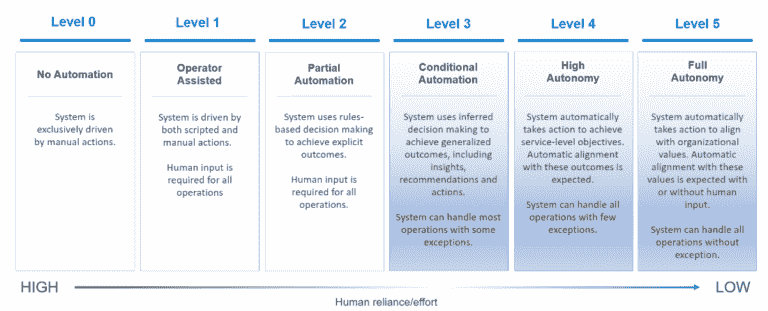 Level 0
No Automation
System is
exclusively driven
by manual actions.
Level 1
Operator
Assisted
System is driven by
both scripted and
manual actions.
Human input is
required for all
operations
Level 2
Partial
Automation
System uses rules-
based decision making
to achieve explicit
outcomes.
Human input is
required for all
operations.
Level 3
Conditional
Automation
System uses inferred
decision making to
achieve generalized
outcomes, including
insights,
recommendations and
actions.
System can handle most
operations with some
exceptions.
Level 4
High
Autonomy
System automatically
takes action to achieve
service-level objectives.
Automatic alignment
with these outcomes is
expected.
System can handle all
operations with few
exceptions.
Level 5
Full
Autonomy
System automatically
takes action to align
with organizational
values. Automatic
alignment with these
values is expected with
or without human
input.
System can handle all
operations without
exception.
HIGH
LOW
Human reliance/effort